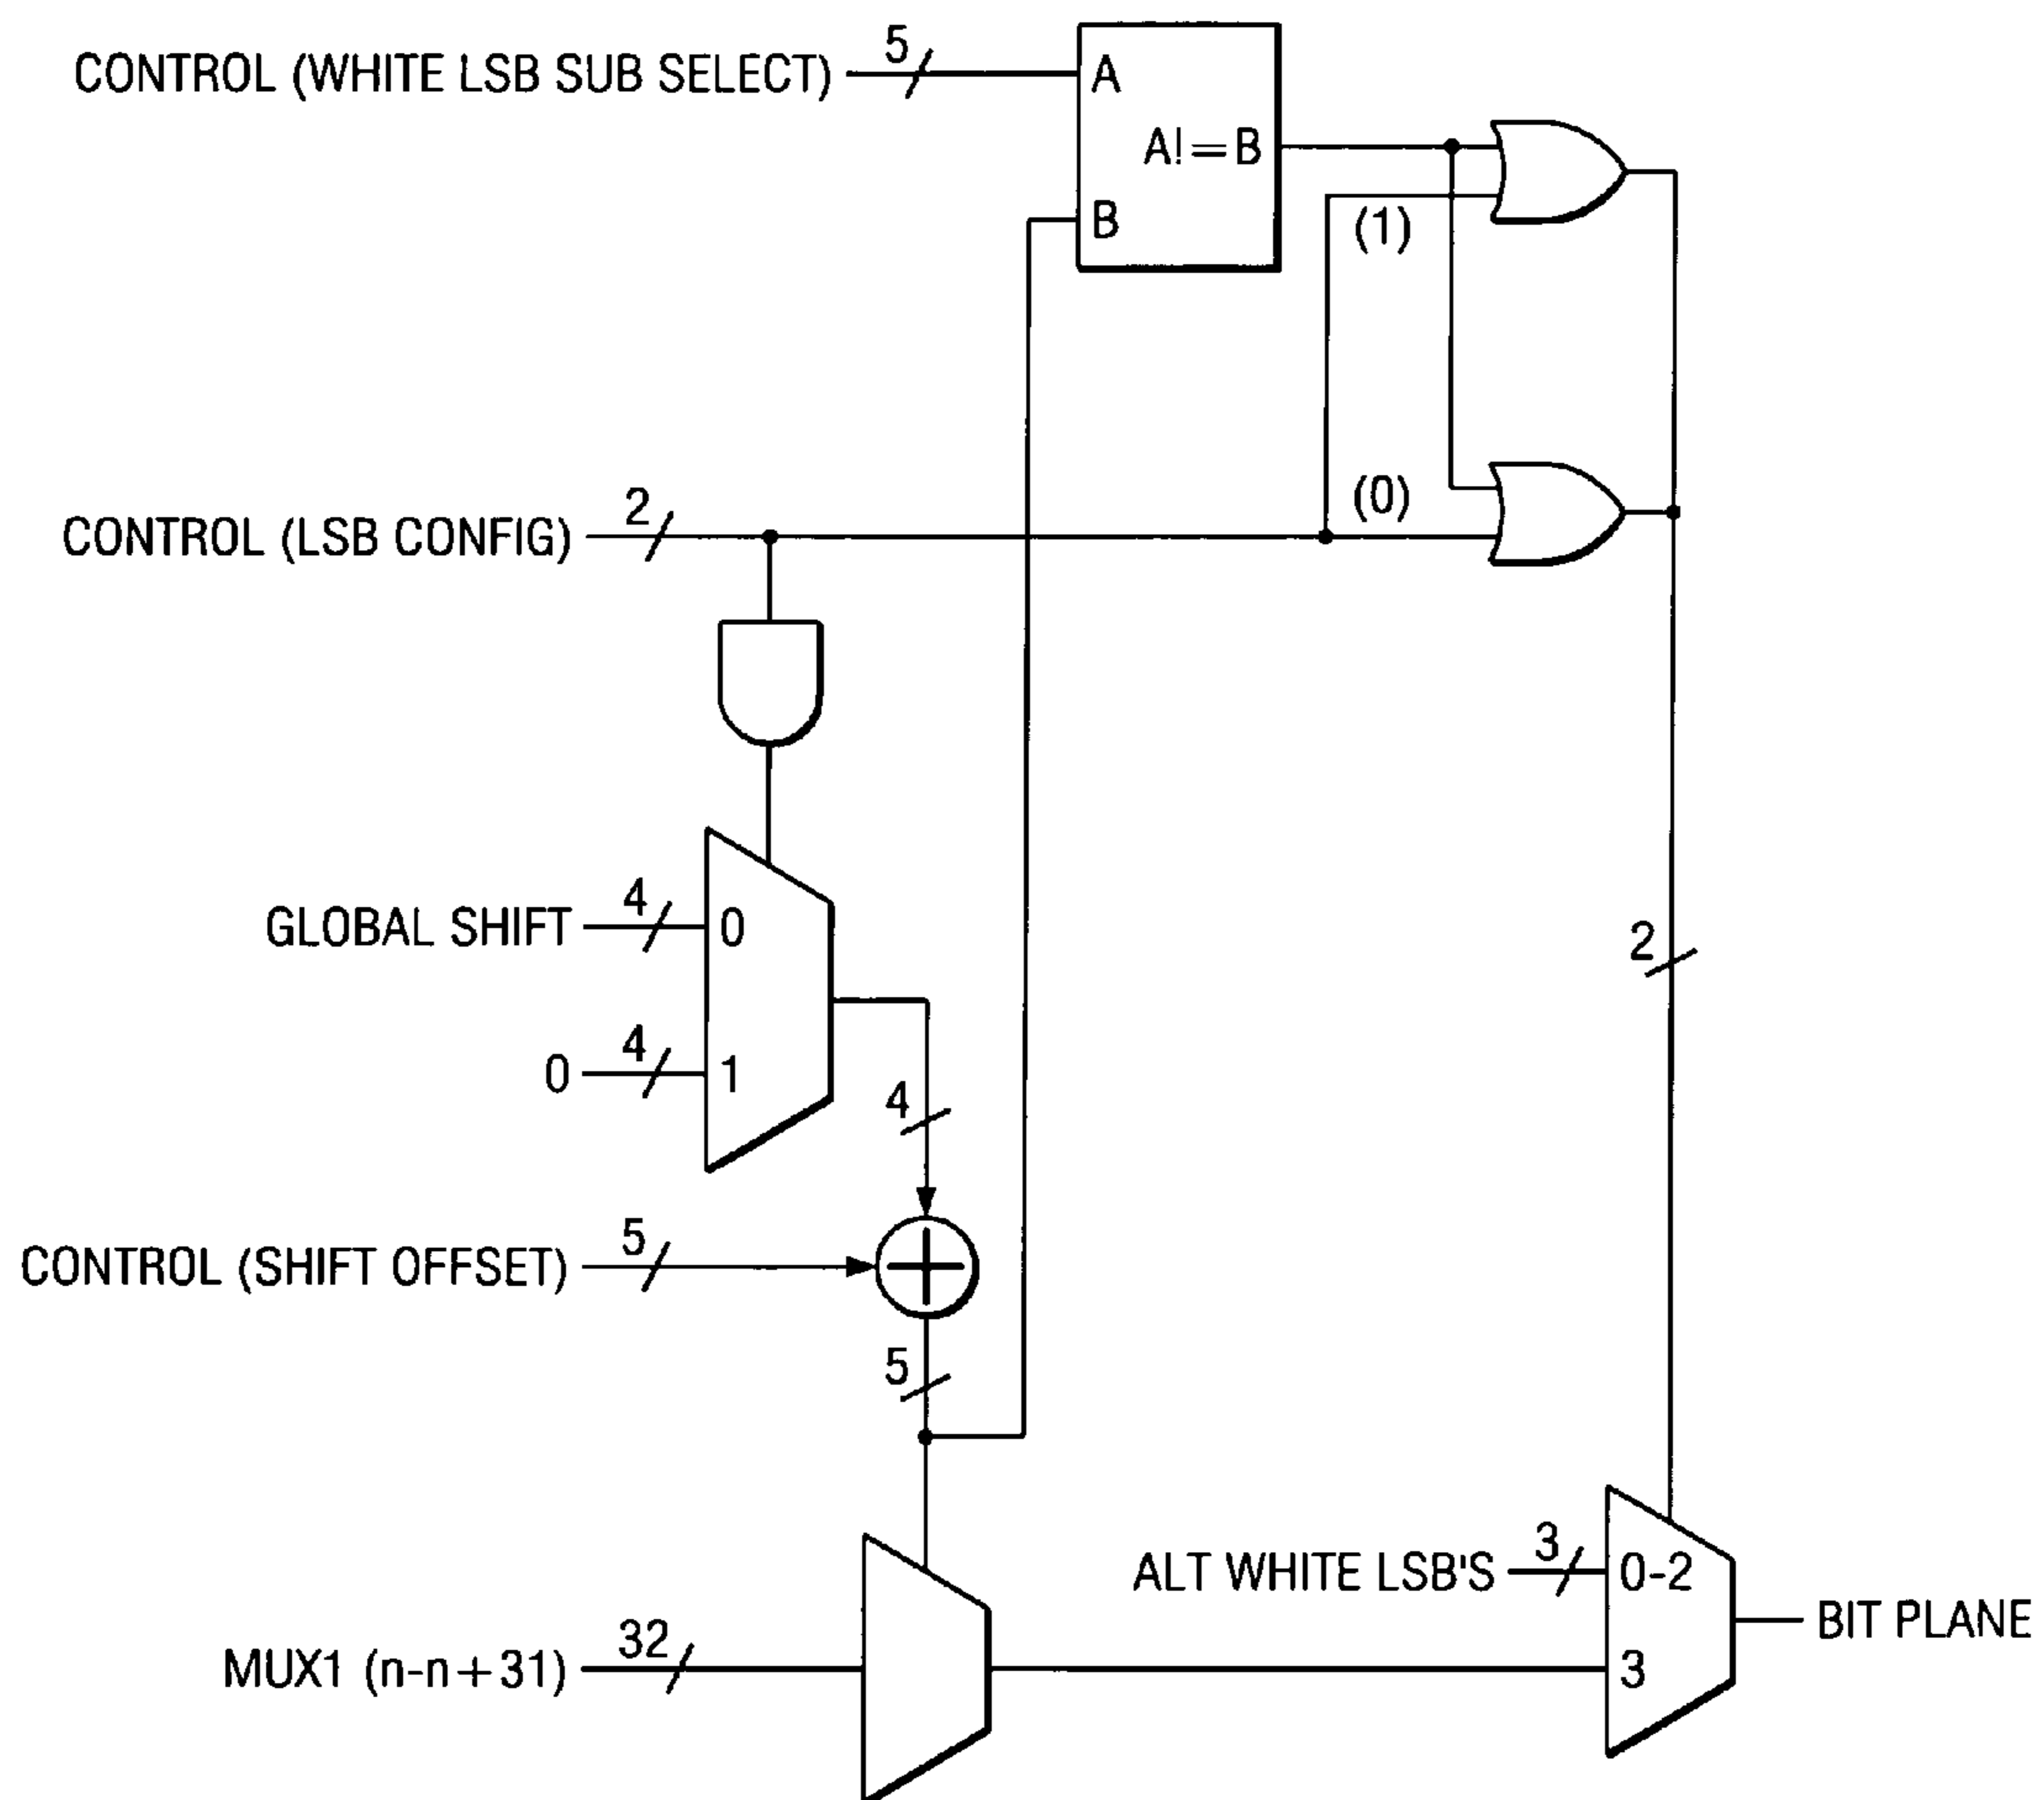 CONTROL (WHITE LSB SUB SELECT)
5
A
A!=B
B
(1)
CONTROL (LSB CONFIG)
2
(0)
GLOBAL SHIFT
4
0
2
0
4
1
4
CONTROL (SHIFT OFFSET)
5
5
ALT WHITE LSB'S
3
0-2
BIT PLANE
MUX1 (n-n+31)
32
3